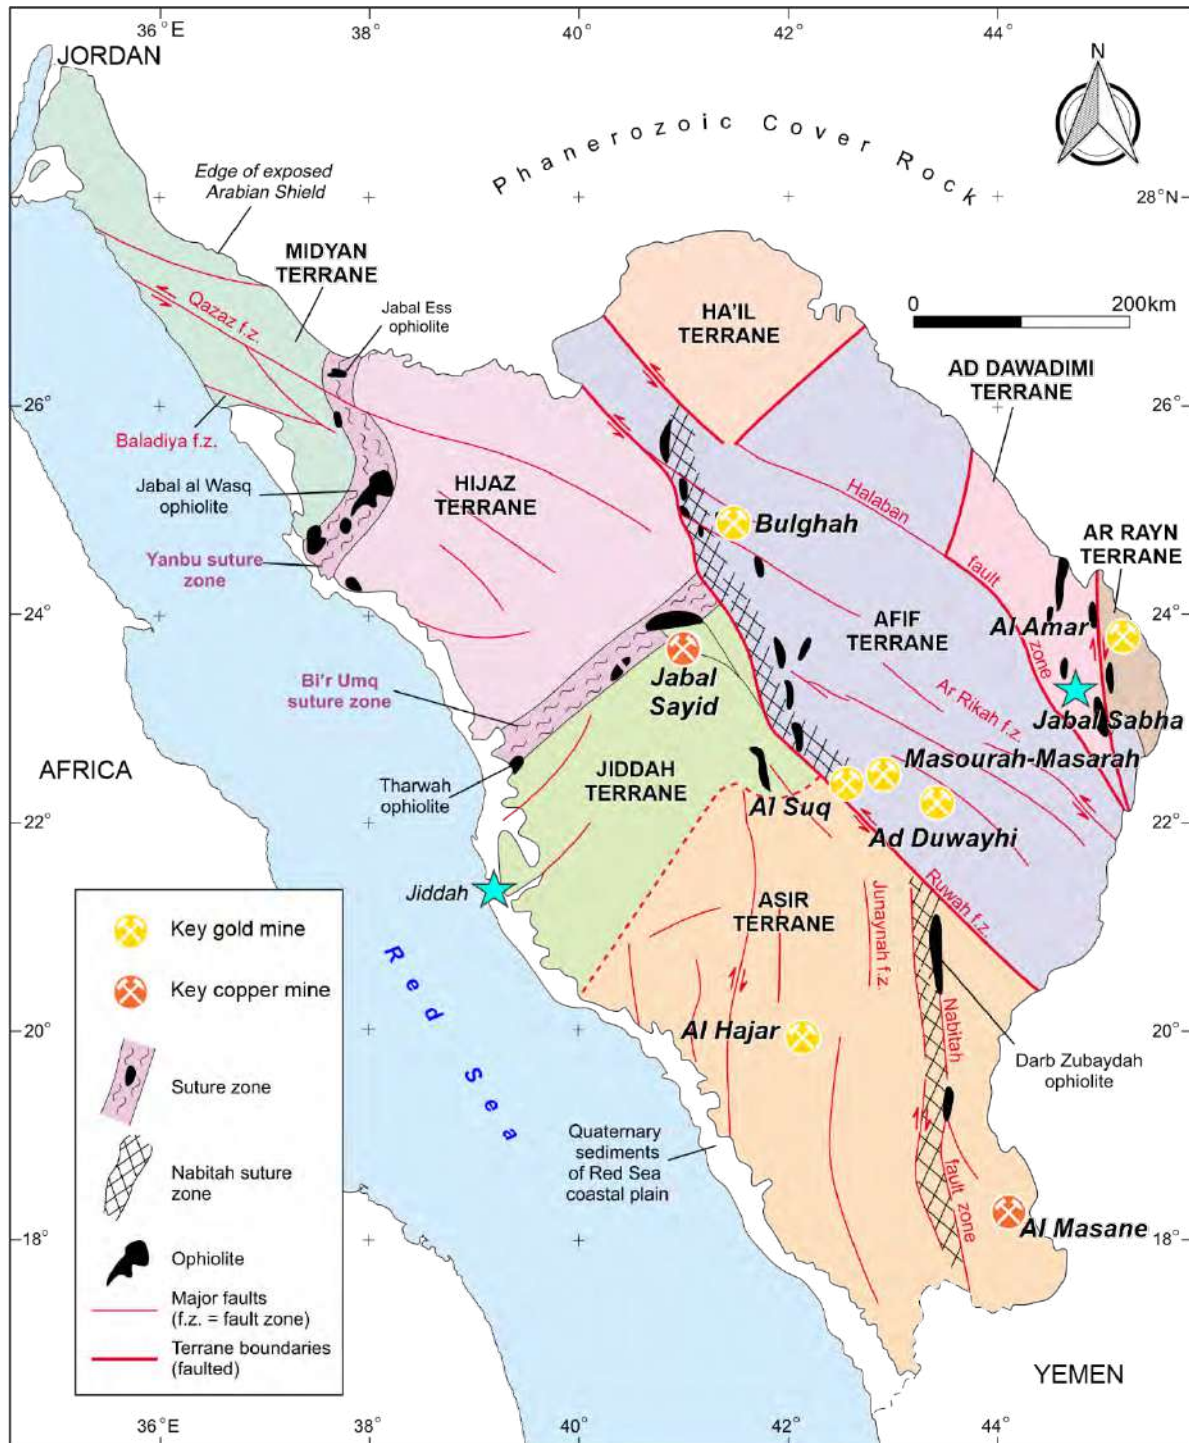 36°E
38°
40°
42°
44°
JORDAN
N
Phanerozoic Cover Rock
Edge of exposed
Arabian Shield
28°N
MIDYAN
TERRANE
Qazaz f.z.
Jabal Ess
ophiolite
HA'IL
TERRANE
0
200km
AD DAWADIMI
TERRANE
26°
26°
Baladiya f.z.
Jabal al Wasq
ophiolite
HIJAZ
TERRANE
Halaban
fault
zone
Bulghah
AR RAYN
TERRANE
Yanbu suture
zone
24°
24°
AFIF
TERRANE
Al Amar
Bi'r Umq
suture zone
Jabal
Sayid
Ar Rikah f.z.
Jabal Sabha
AFRICA
Tharwah
ophiolite
JIDDAH
TERRANE
Masourah-Masarah
Al Suq
22°
22°
Ad Duwayhi
Jiddah
ASIR
TERRANE
Junaynah f.z.
Ruwah f.z.
Red Sea
20°
20°
Al Hajar
Nabitah
fault zone
Darb Zubaydah
ophiolite
Quaternary
sediments
of Red Sea
coastal plain
Al Masane
18°
18°
YEMEN
Key gold mine
Key copper mine
Suture zone
Nabitah suture
zone
Ophiolite
Major faults
(f.z. = fault zone)
Terrane boundaries
(faulted)
36°E
38°
40°
42°
44°